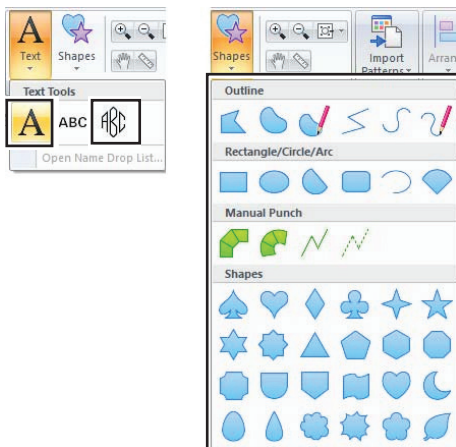 A
Text
Shapes
Text Tools
A ABC ABC
Open Name Drop List...
Shapes
Import
Patterns
Arran
Outline
Rectangle/Circle/Arc
Manual Punch
Shapes